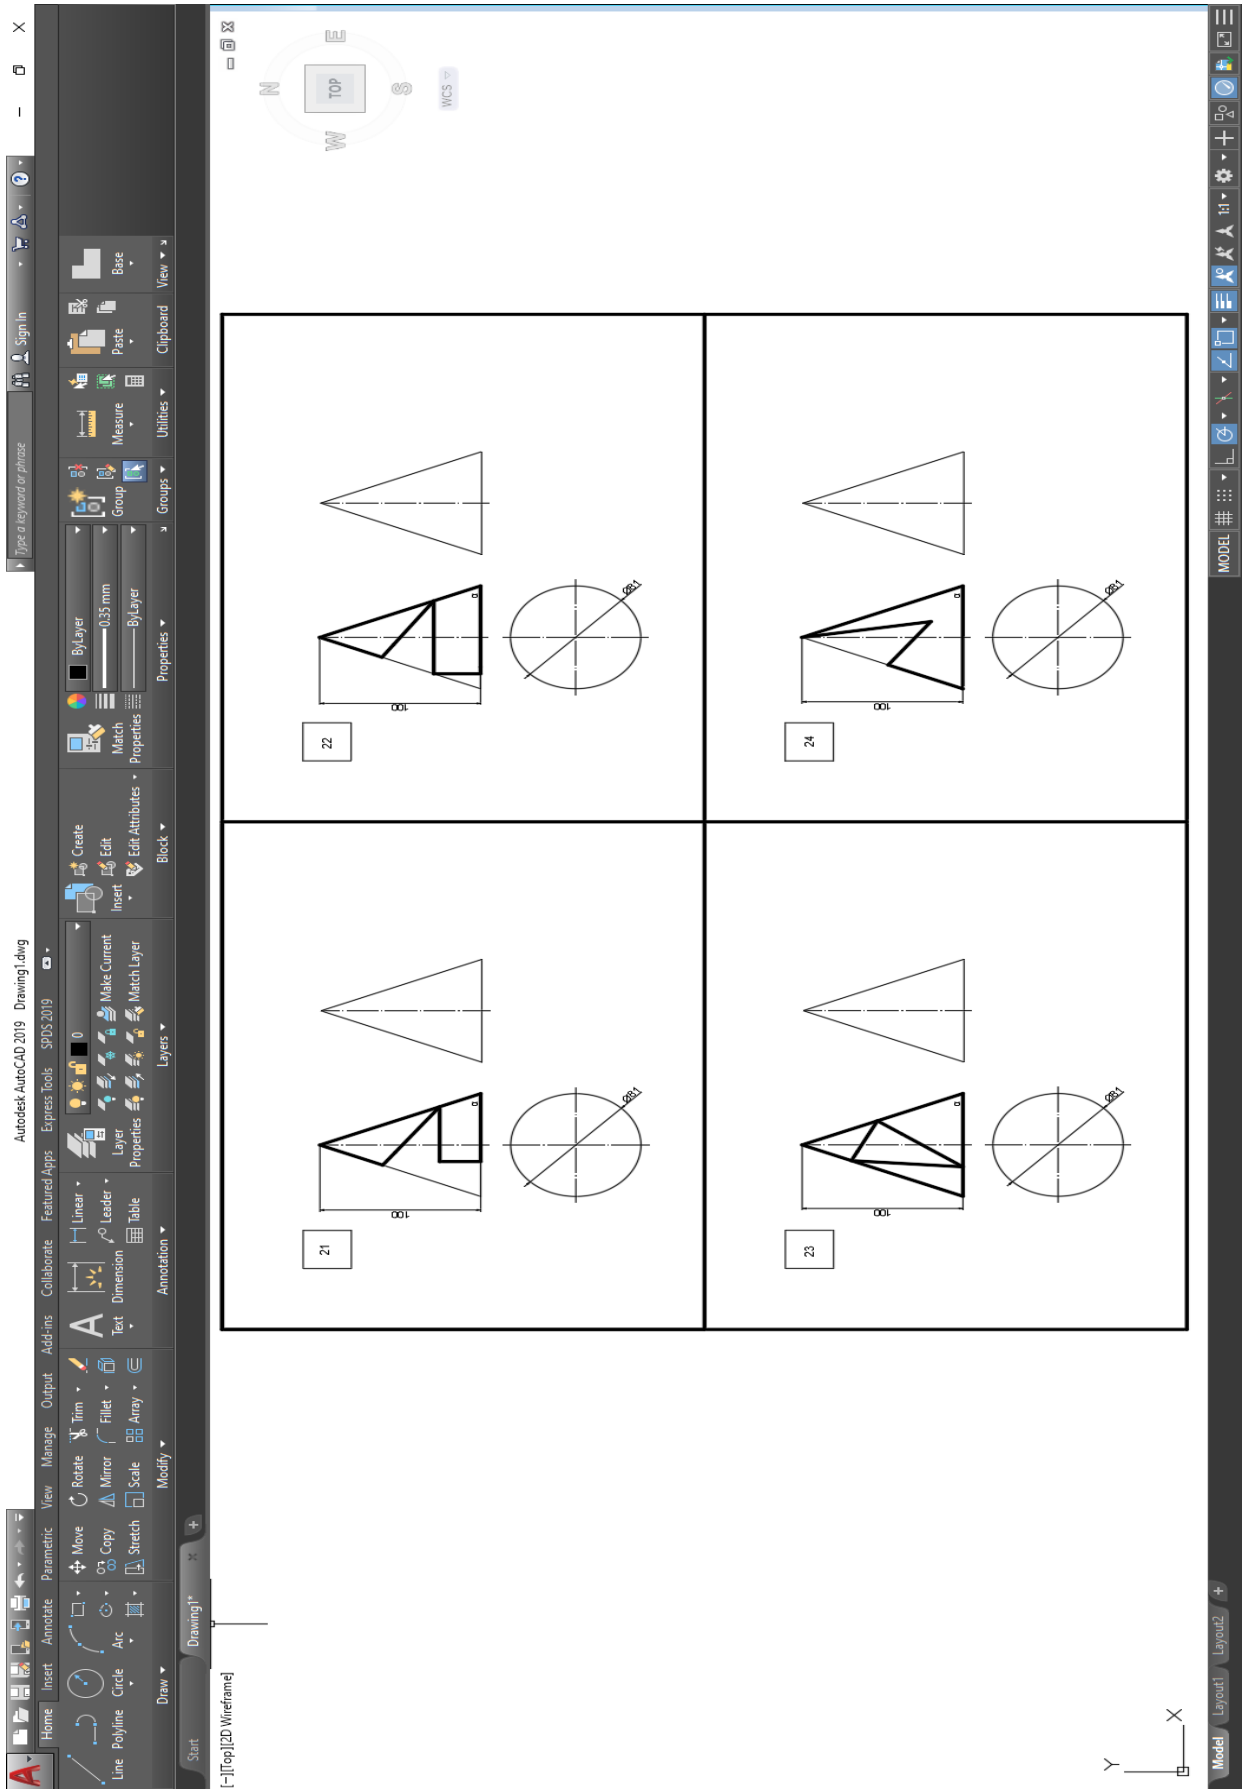 Autodesk AutoCAD 2019 Drawing1.dwg
Type a keyword or phrase
Sign In
Home Insert Annotate Parametric View Manage Output Add-ins Collaborate Featured Apps Express Tools SPDS 2019
Line Polyline Circle Arc
Draw
Move Rotate Trim
Copy Mirror Fillet
Stretch Scale Array
Modify
Text Dimension
Linear
Leader
Table
Annotation
Layer Properties
0
Make Current
Match Layer
Layers
Insert
Create
Edit
Edit Attributes
Block
Match Properties
ByLayer
0.35 mm
ByLayer
Properties
Group
Groups
Measure
Utilities
Paste
Clipboard
Base
View
Start Drawing1*
[-][Top][2D Wireframe]
N
W TOP E
S
WCS
21
100
Ø81
22
100
Ø81
23
100
Ø81
24
100
Ø81
Y
X
Model Layout1 Layout2
MODEL
1:1